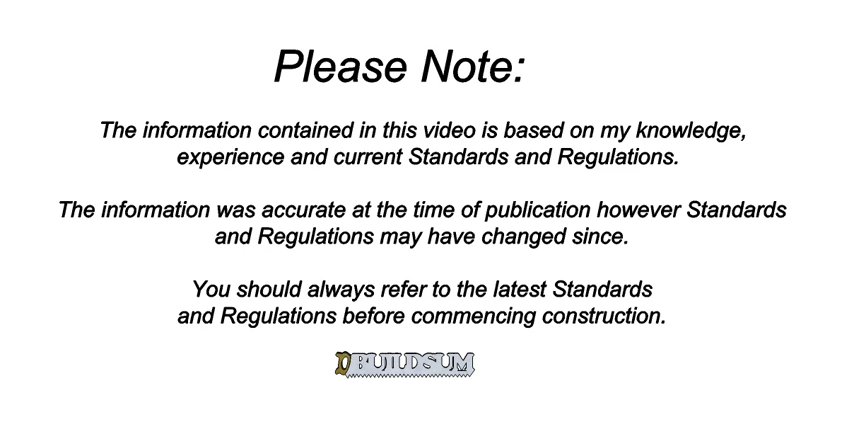 Please Note:
The information contained in this video is based on my knowledge,
experience and current Standards and Regulations.
The information was accurate at the time of publication however Standards
and Regulations may have changed since.
You should always refer to the latest Standards
and Regulations before commencing construction.
BUILDSUM